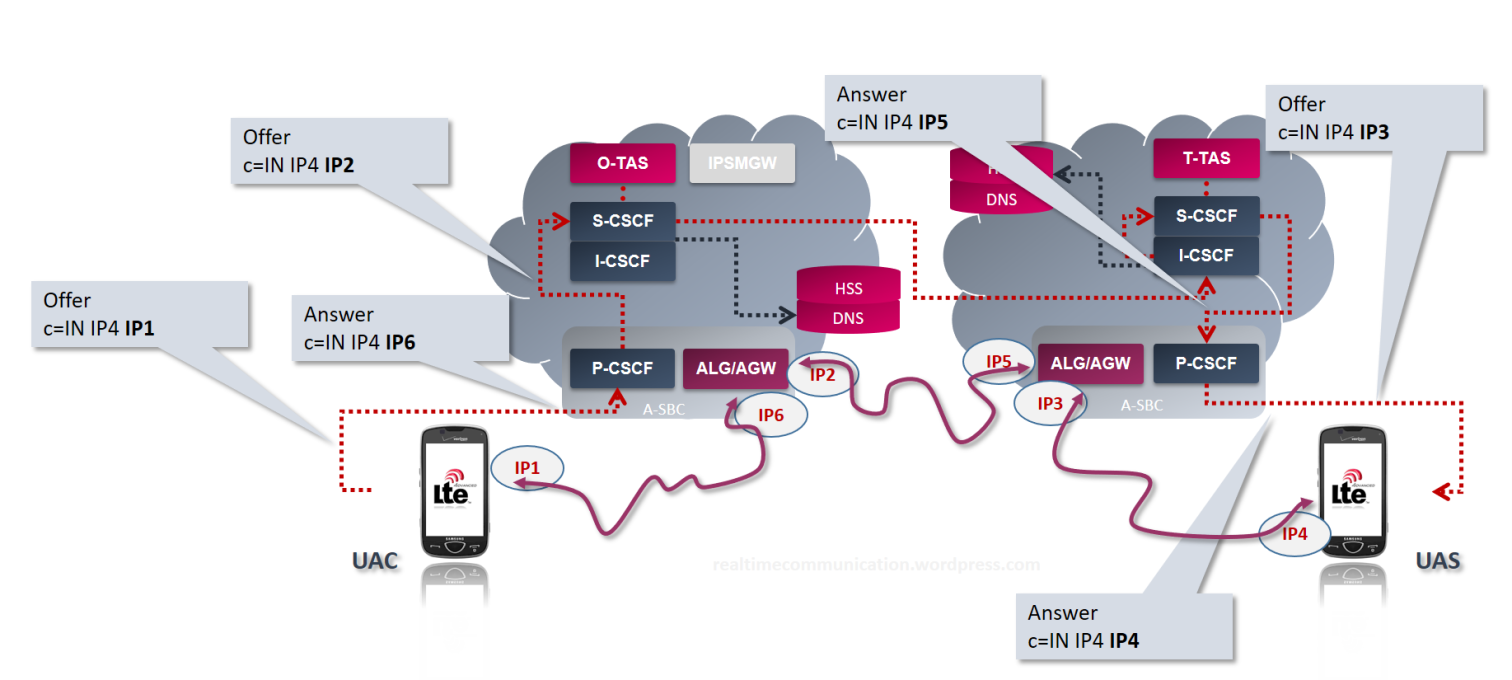 Offer
c=IN IP4 IP1
Offer
c=IN IP4 IP2
Answer
c=IN IP4 IP6
Answer
c=IN IP4 IP5
Offer
c=IN IP4 IP3
O-TAS
IPSMGW
S-CSCF
I-CSCF
HSS
DNS
P-CSCF
ALG/AGW
A-SBC
DNS
T-TAS
S-CSCF
I-CSCF
ALG/AGW
P-CSCF
A-SBC
IP2
IP6
IP1
IP5
IP3
IP4
Lte
Lte
UAC
UAS
realtimecommunication.wordpress.com
Answer
c=IN IP4 IP4